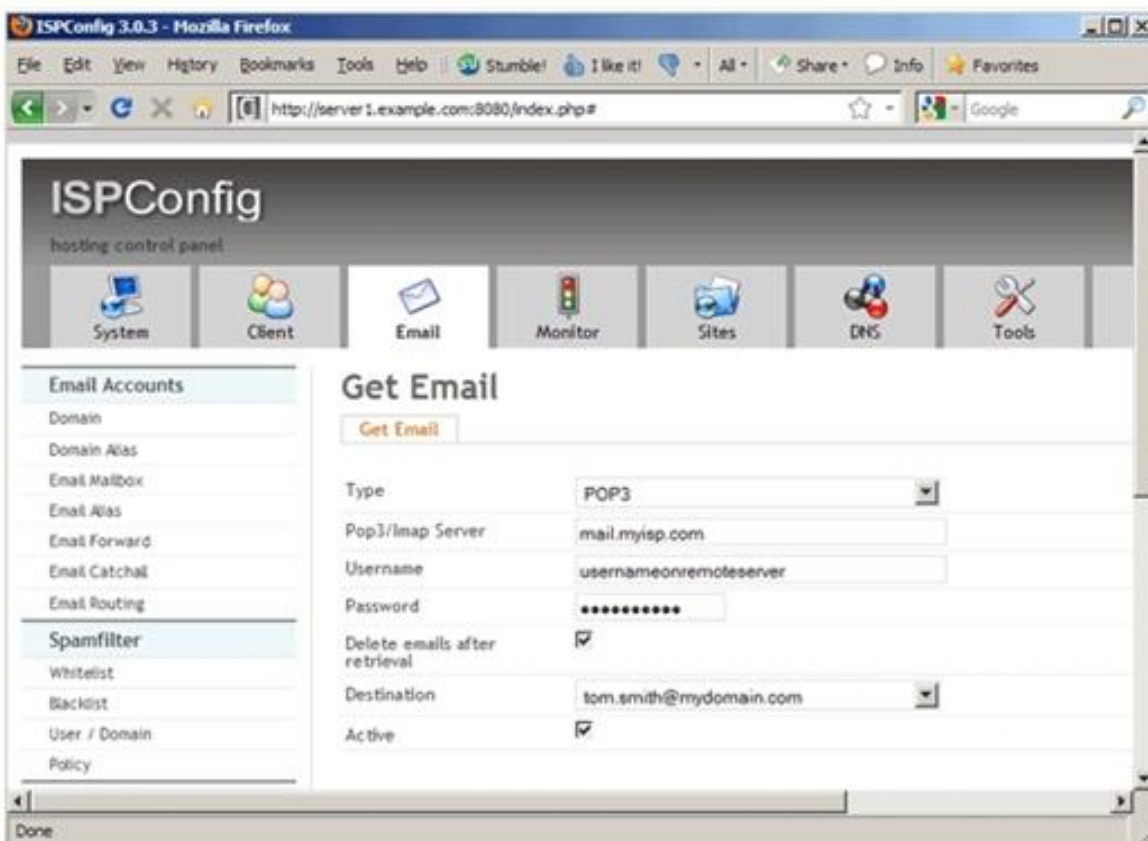 ISPConfig 3.0.3 - Mozilla Firefox
File Edit View History Bookmarks Tools Help Stumble! I like it! All Share Info Favorites
http://server1.example.com:8080/index.php# Google
ISPConfig
hosting control panel
System Client Email Monitor Sites DNS Tools
Email Accounts
Domain
Domain Alias
Email Mailbox
Email Alias
Email Forward
Email Catchall
Email Routing
Spamfilter
Whitelist
Blacklist
User / Domain
Policy
Get Email
Get Email
Type POP3
Pop3/Imap Server mail.myisp.com
Username usernameonremoteserver
Password ••••••••••
Delete emails after
retrieval
Destination tom.smith@mydomain.com
Active
Done